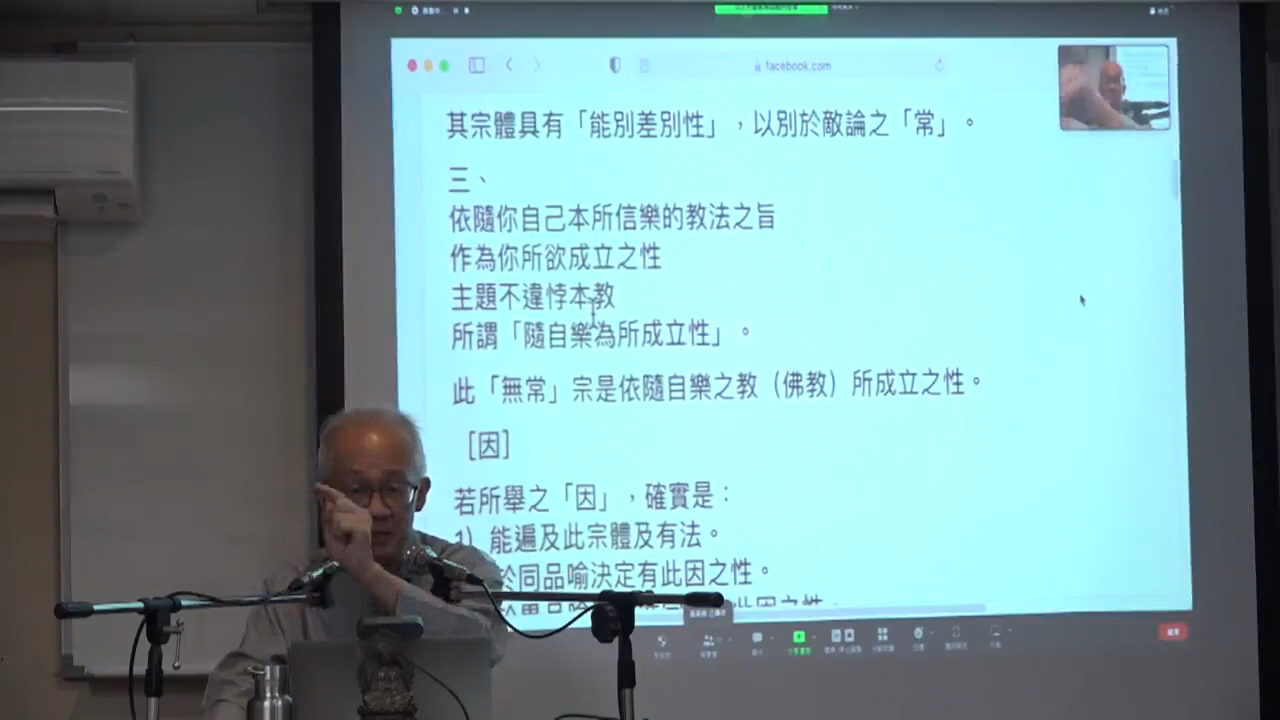 facebook.com
其宗體具有「能別差別性」，以別於敵論之「常」。
三、
依隨你自己本所信樂的教法之旨
作為你所欲成立之性
主題不違悖本教
所謂「隨自樂為所成立性」。
此「無常」宗是依隨自樂之教（佛教）所成立之性。
［因］
若所舉之「因」，確實是：
1）能遍及此宗體及有法。
於同品喻決定有此因之性。
此因之性。